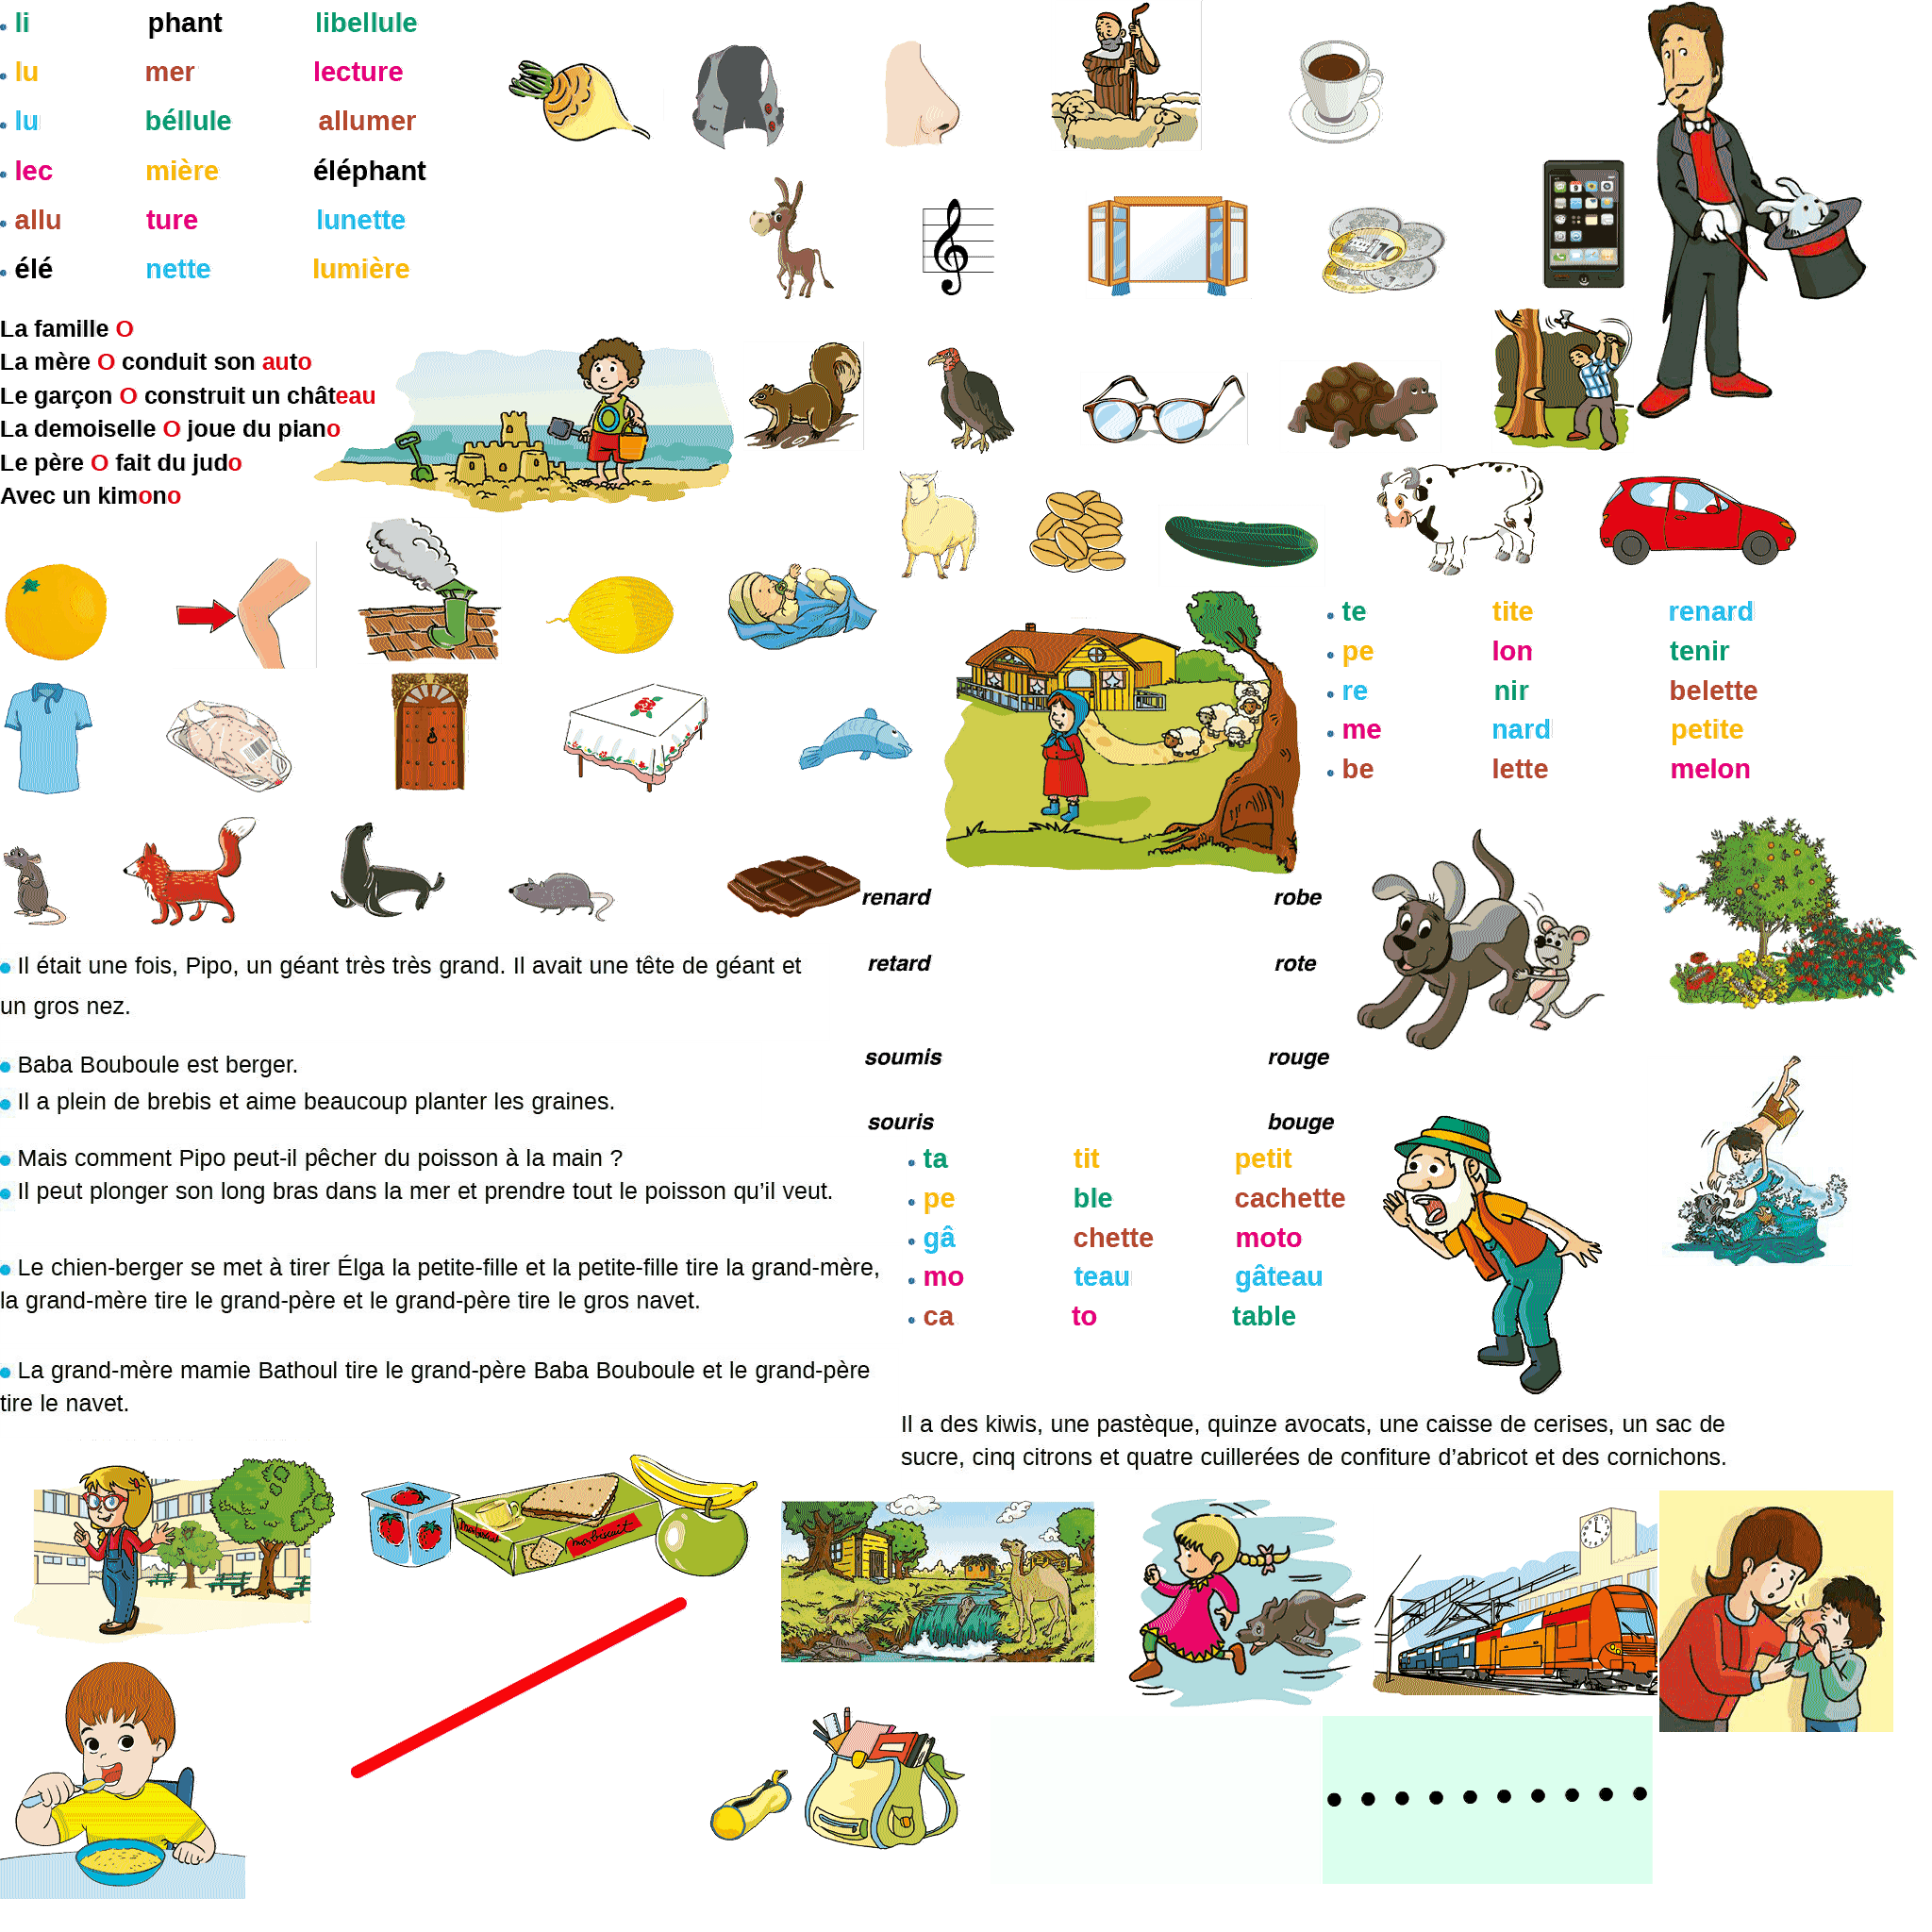 li phant libellule
lu mer lecture
lu béllule allumer
lec mière éléphant
allu ture lunette
élé nette lumière
La famille O
La mère O conduit son auto
Le garçon O construit un château
La demoiselle O joue du piano
Le père O fait du judo
Avec un kimono
10
te tite renard
pe lon tenir
re nir belette
me nard petite
be lette melon
renard robe
retard rote
soumis rouge
souris bouge
Il était une fois, Pipo, un géant très très grand. Il avait une tête de géant et
un gros nez.
Baba Bouboule est berger.
Il a plein de brebis et aime beaucoup planter les graines.
Mais comment Pipo peut-il pêcher du poisson à la main ?
Il peut plonger son long bras dans la mer et prendre tout le poisson qu’il veut.
Le chien-berger se met à tirer Élga la petite-fille et la petite-fille tire la grand-mère,
la grand-mère tire le grand-père et le grand-père tire le gros navet.
La grand-mère mamie Bathoul tire le grand-père Baba Bouboule et le grand-père
tire le navet.
ta tit petit
pe ble cachette
gâ chette moto
mo teau gâteau
ca to table
Il a des kiwis, une pastèque, quinze avocats, une caisse de cerises, un sac de
sucre, cinq citrons et quatre cuillerées de confiture d’abricot et des cornichons.
mon biscuit